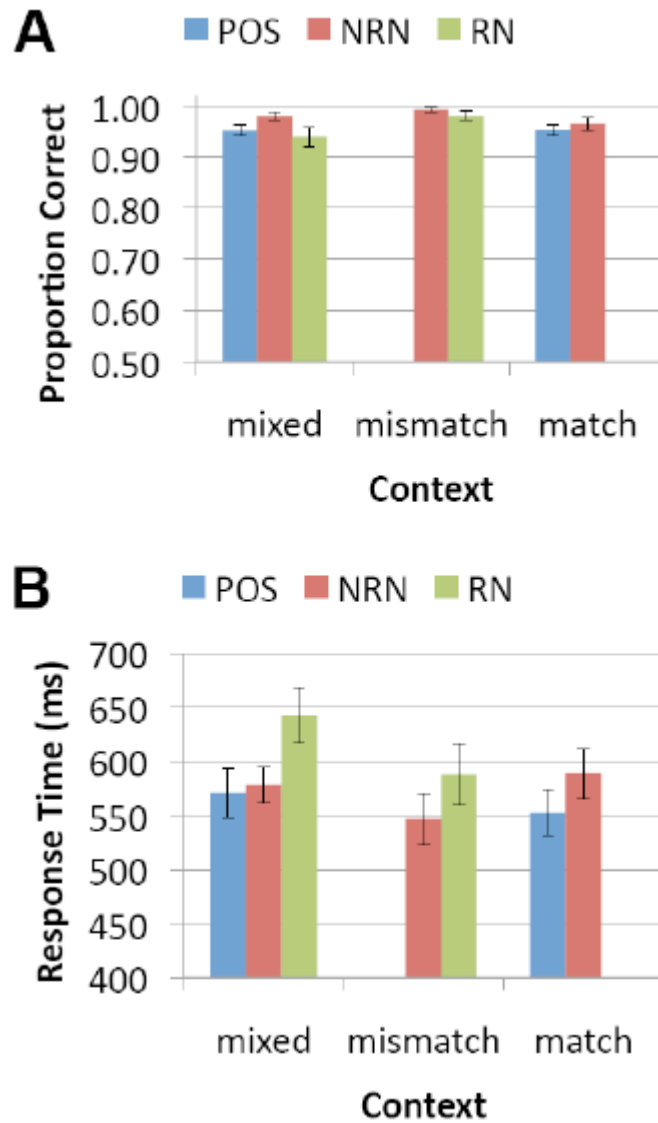 A
POS NRN RN
Proportion Correct
1.00
0.90
0.80
0.70
0.60
0.50
mixed mismatch match
Context
B
POS NRN RN
Response Time (ms)
700
650
600
550
500
450
400
mixed mismatch match
Context